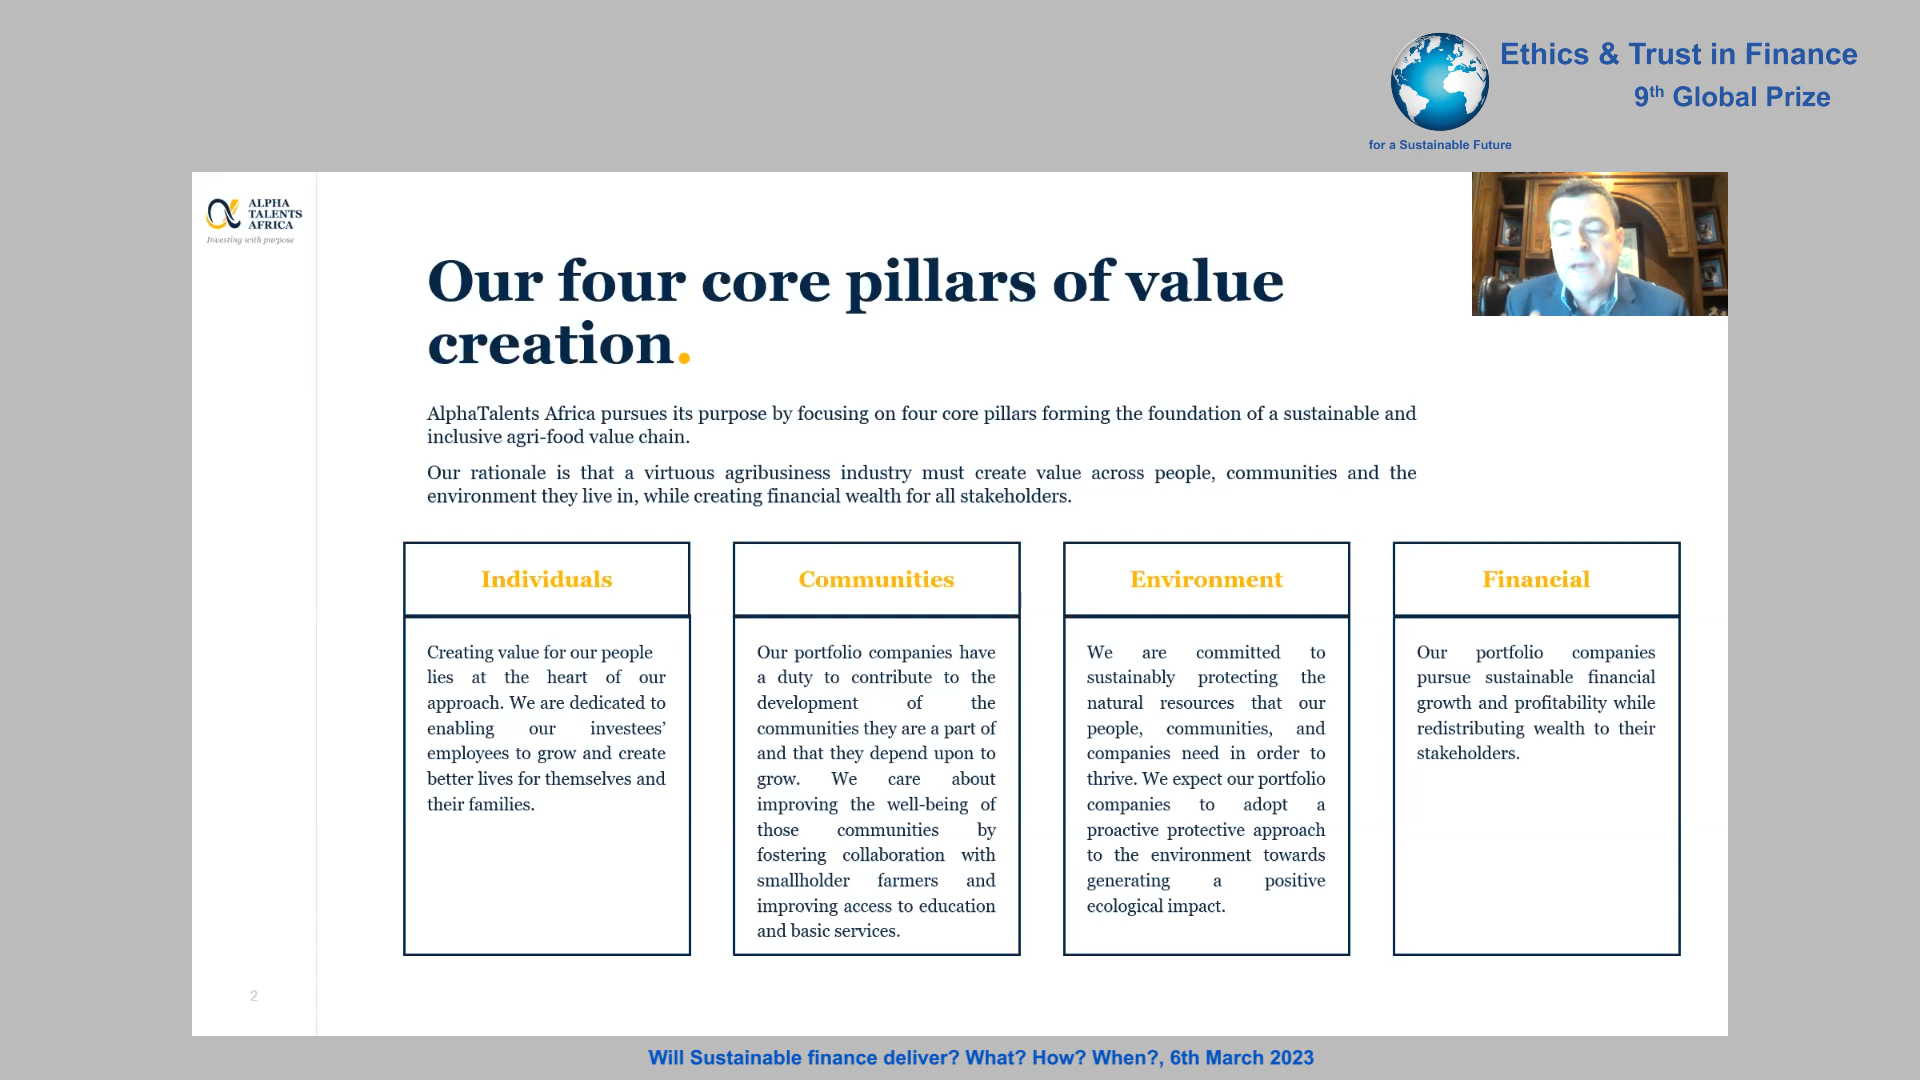 Ethics & Trust in Finance
9th Global Prize
for a Sustainable Future
ALPHA
TALENTS
AFRICA
Investing with purpose
Our four core pillars of value
creation.
AlphaTalents Africa pursues its purpose by focusing on four core pillars forming the foundation of a sustainable and
inclusive agri-food value chain.
Our rationale is that a virtuous agribusiness industry must create value across people, communities and the
environment they live in, while creating financial wealth for all stakeholders.
Individuals
Creating value for our people
lies at the heart of our
approach. We are dedicated to
enabling our investees’
employees to grow and create
better lives for themselves and
their families.
Communities
Our portfolio companies have
a duty to contribute to the
development of the
communities they are a part of
and that they depend upon to
grow. We care about
improving the well-being of
those communities by
fostering collaboration with
smallholder farmers and
improving access to education
and basic services.
Environment
We are committed to
sustainably protecting the
natural resources that our
people, communities, and
companies need in order to
thrive. We expect our portfolio
companies to adopt a
proactive protective approach
to the environment towards
generating a positive
ecological impact.
Financial
Our portfolio companies
pursue sustainable financial
growth and profitability while
redistributing wealth to their
stakeholders.
2
Will Sustainable finance deliver? What? How? When?, 6th March 2023